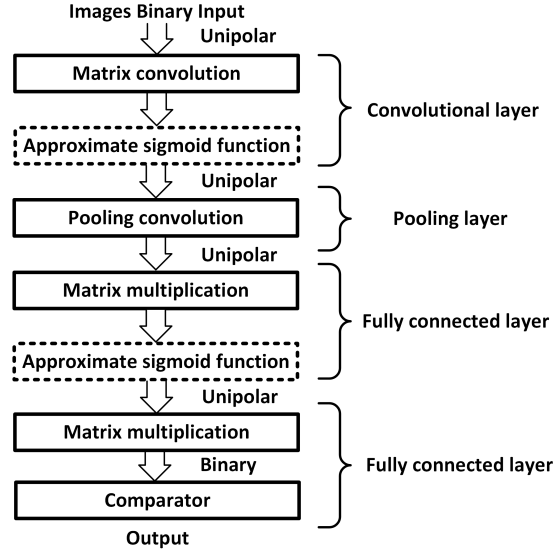 Images Binary Input
Unipolar
Matrix convolution
Convolutional layer
Approximate sigmoid function
Unipolar
Pooling convolution
Pooling layer
Unipolar
Matrix multiplication
Fully connected layer
Approximate sigmoid function
Unipolar
Matrix multiplication
Binary
Fully connected layer
Comparator
Output